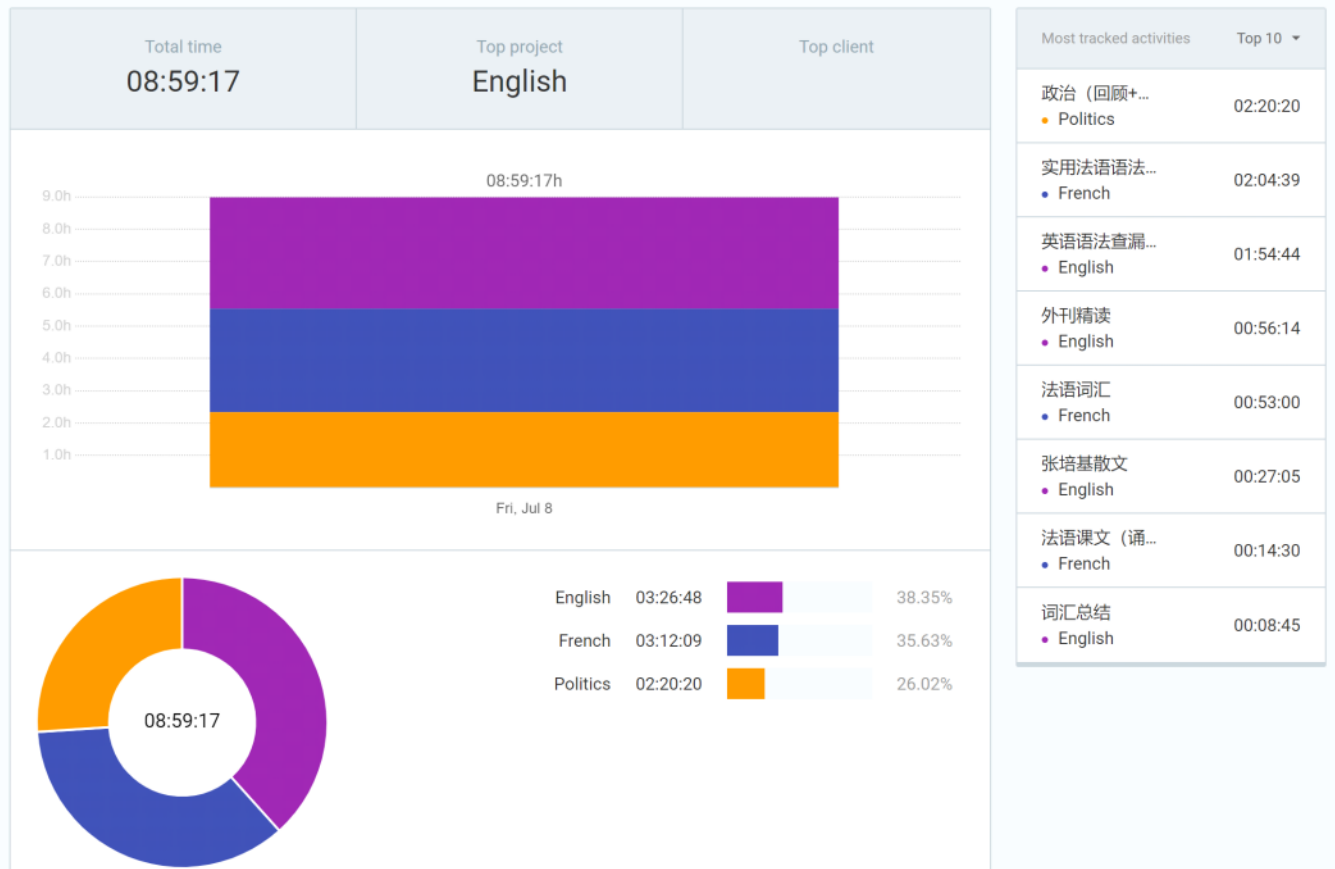 Total time
08:59:17
Top project
English
Top client
08:59:17h
9.0h
8.0h
7.0h
6.0h
5.0h
4.0h
3.0h
2.0h
1.0h
Fri, Jul 8
08:59:17
English 03:26:48 38.35%
French 03:12:09 35.63%
Politics 02:20:20 26.02%
Most tracked activities Top 10
政治（回顾+...
Politics
02:20:20
实用法语语法...
French
02:04:39
英语语法查漏...
English
01:54:44
外刊精读
English
00:56:14
法语词汇
French
00:53:00
张培基散文
English
00:27:05
法语课文（诵...
French
00:14:30
词汇总结
English
00:08:45